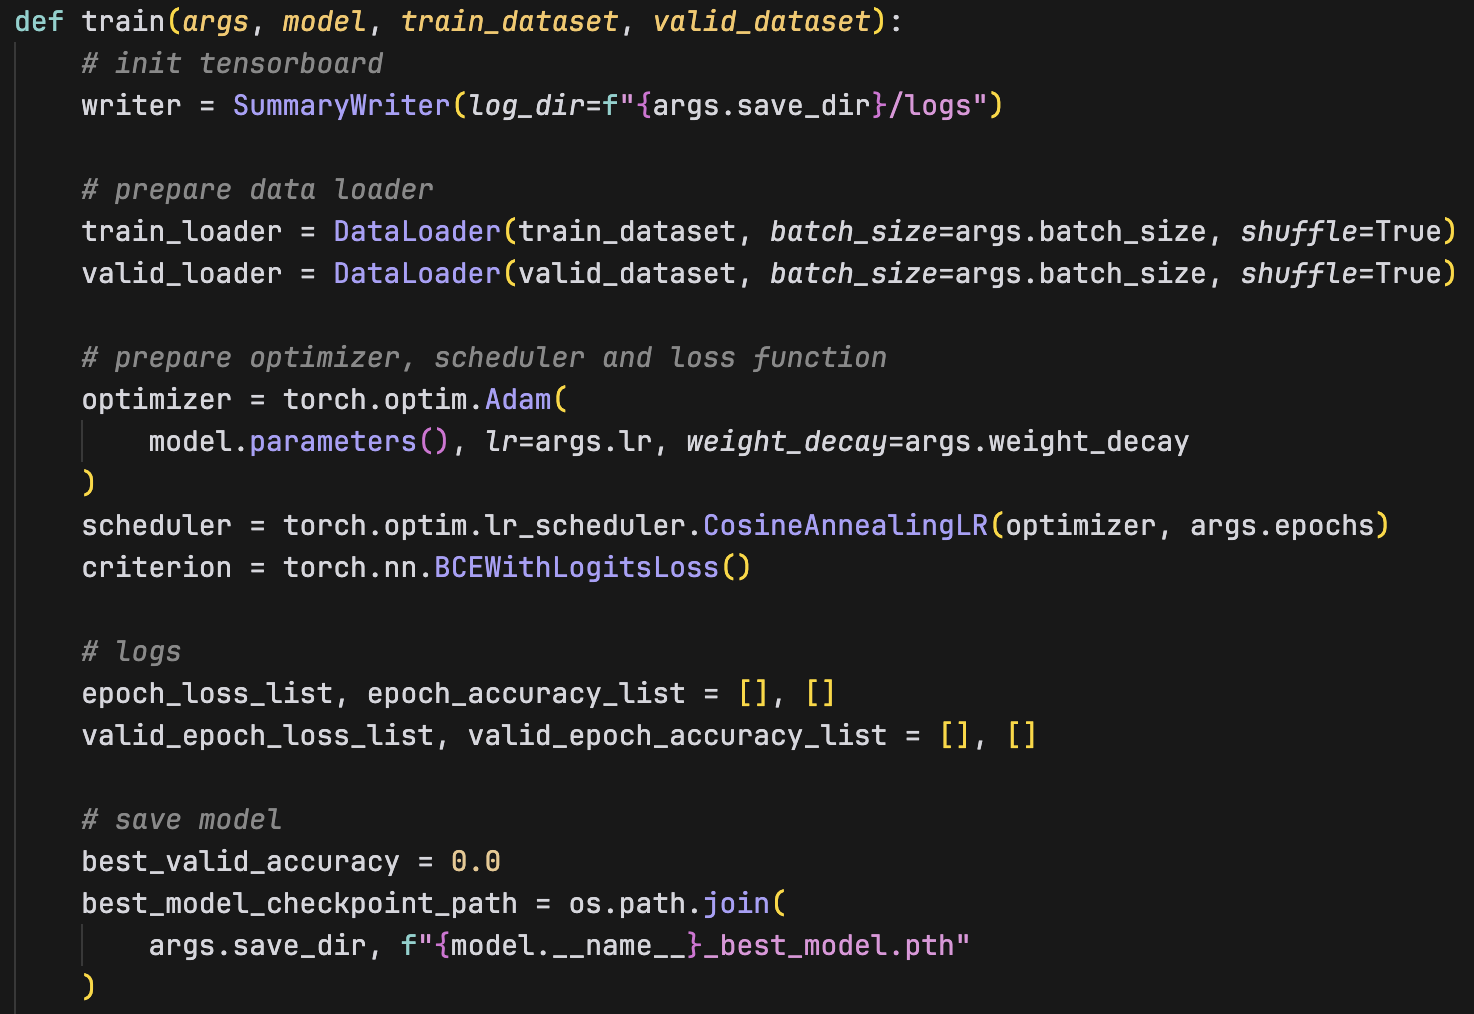 def train(args, model, train_dataset, valid_dataset):
    # init tensorboard
    writer = SummaryWriter(log_dir=f"{args.save_dir}/logs")

    # prepare data loader
    train_loader = DataLoader(train_dataset, batch_size=args.batch_size, shuffle=True)
    valid_loader = DataLoader(valid_dataset, batch_size=args.batch_size, shuffle=True)

    # prepare optimizer, scheduler and loss function
    optimizer = torch.optim.Adam(
        model.parameters(), lr=args.lr, weight_decay=args.weight_decay
    )
    scheduler = torch.optim.lr_scheduler.CosineAnnealingLR(optimizer, args.epochs)
    criterion = torch.nn.BCEWithLogitsLoss()

    # logs
    epoch_loss_list, epoch_accuracy_list = [], []
    valid_epoch_loss_list, valid_epoch_accuracy_list = [], []

    # save model
    best_valid_accuracy = 0.0
    best_model_checkpoint_path = os.path.join(
        args.save_dir, f"{model.__name__}_best_model.pth"
    )